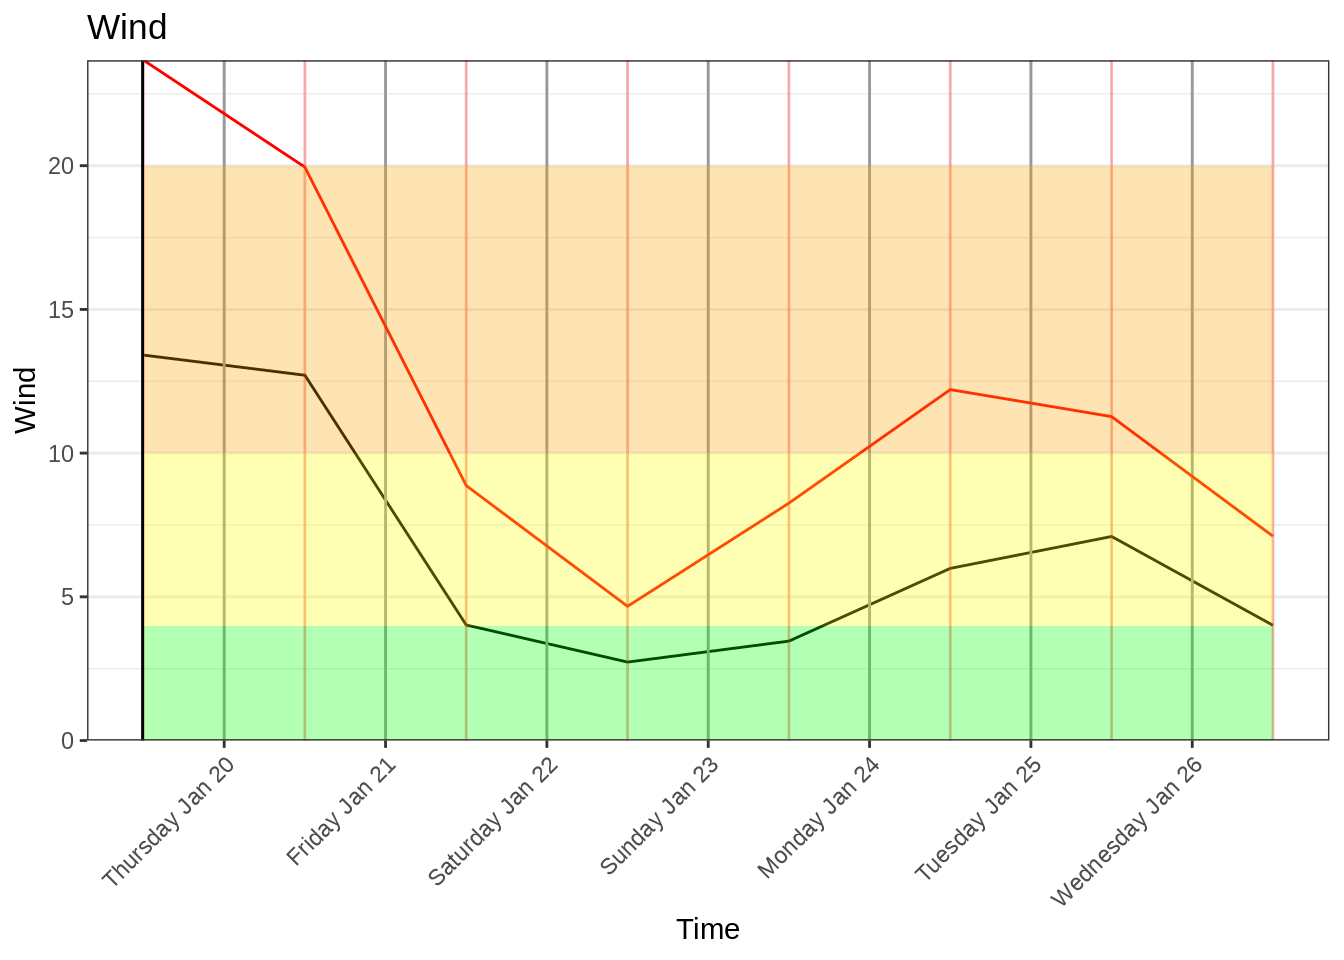 Wind
Wind
20
15
10
5
0
Thursday Jan 20
Friday Jan 21
Saturday Jan 22
Sunday Jan 23
Monday Jan 24
Tuesday Jan 25
Wednesday Jan 26
Time